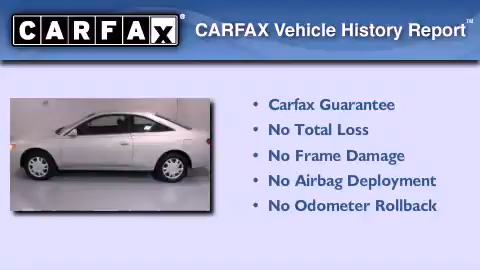 CARFAX®
CARFAX Vehicle History Report™
• Carfax Guarantee
• No Total Loss
• No Frame Damage
• No Airbag Deployment
• No Odometer Rollback